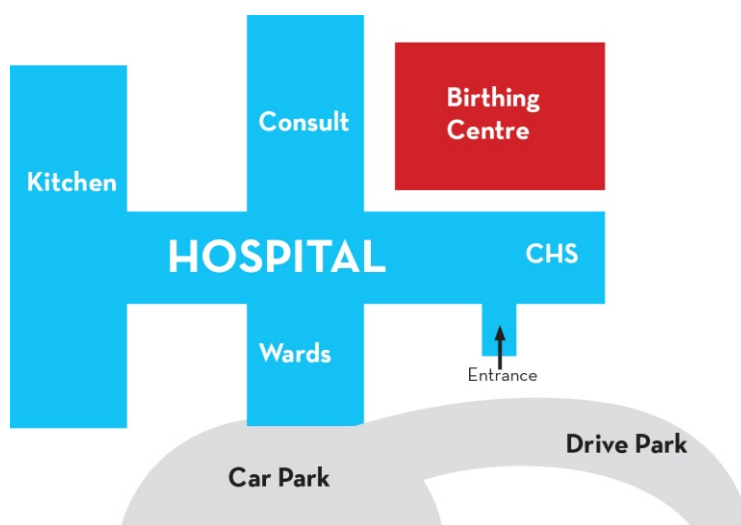 Consult
Birthing
Centre
Kitchen
HOSPITAL
CHS
Wards
Entrance
Drive Park
Car Park